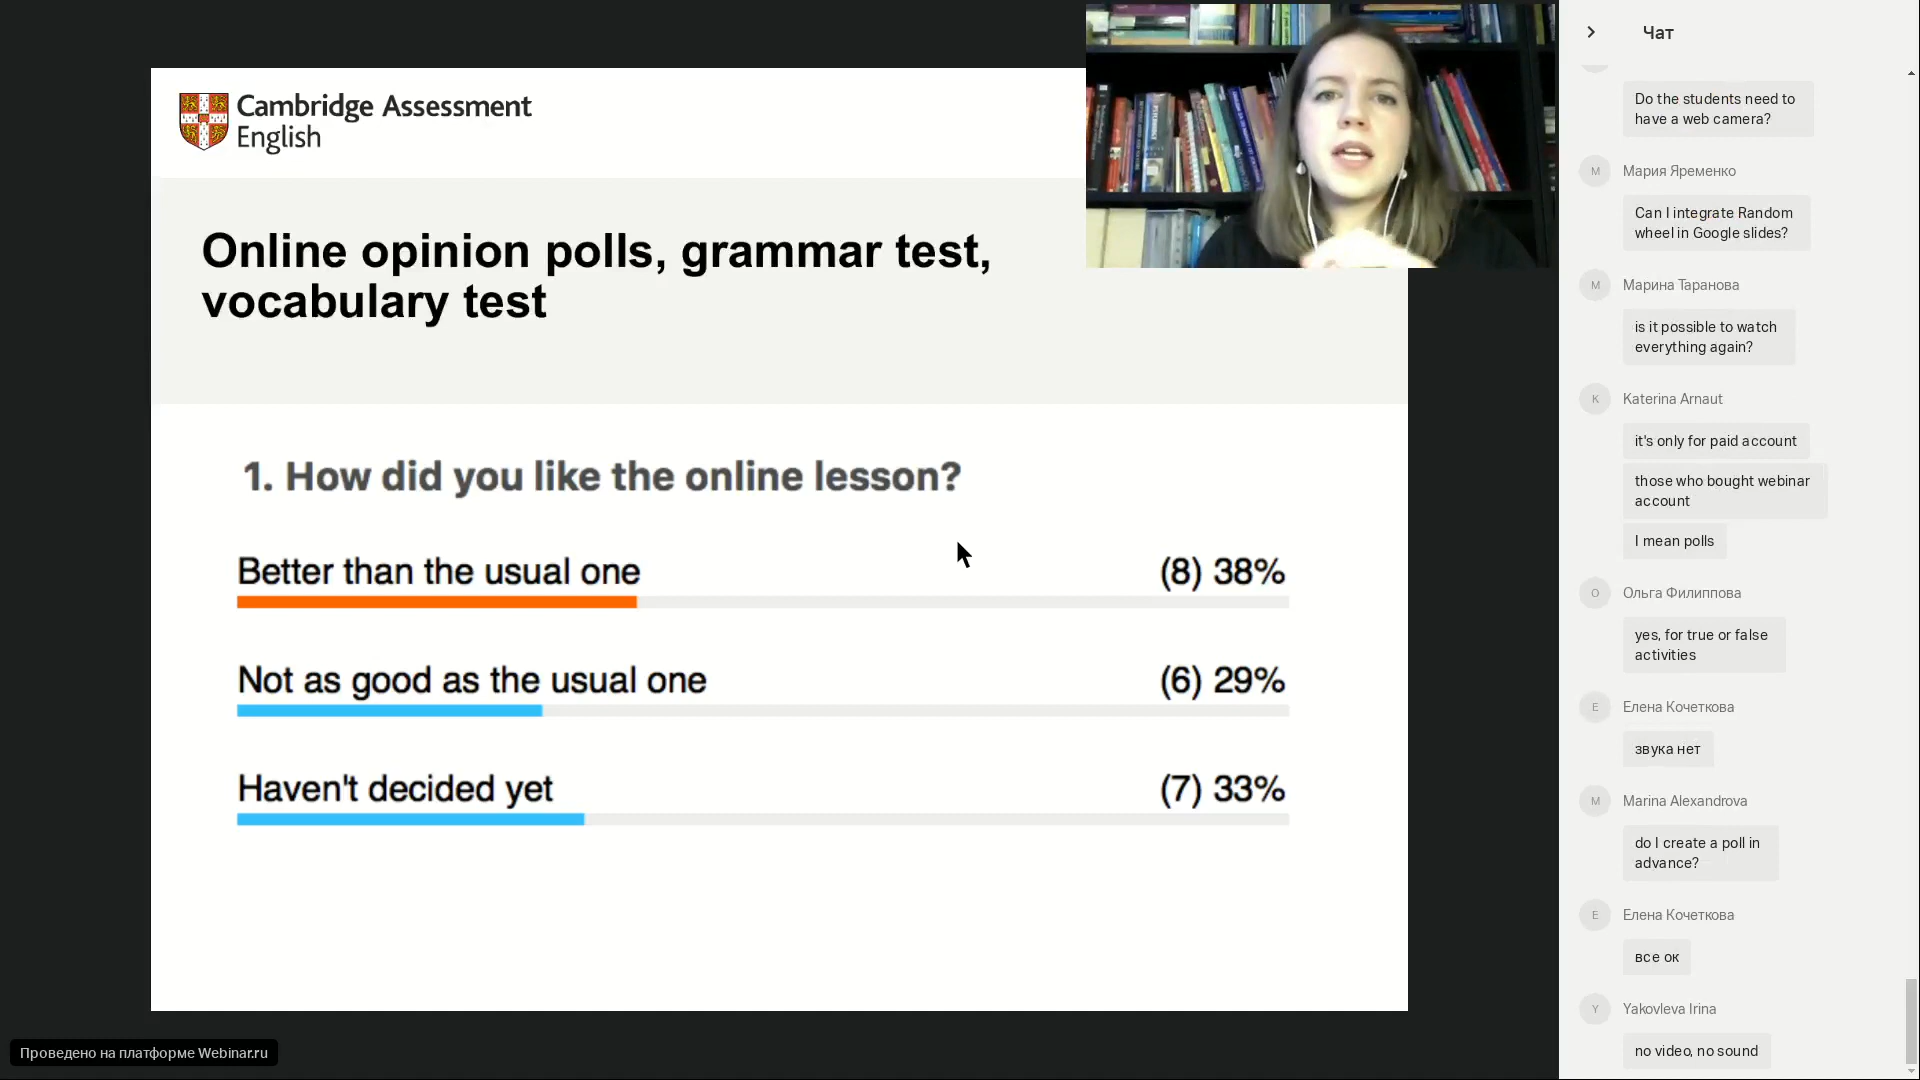 Cambridge Assessment
English
Online opinion polls, grammar test,
vocabulary test
1. How did you like the online lesson?
Better than the usual one (8) 38%
Not as good as the usual one (6) 29%
Haven't decided yet (7) 33%
Проведено на платформе Webinar.ru
Чат
Do the students need to
have a web camera?
М Мария Яременко
Can I integrate Random
wheel in Google slides?
М Марина Таранова
is it possible to watch
everything again?
K Katerina Arnaut
it's only for paid account
those who bought webinar
account
I mean polls
О Ольга Филиппова
yes, for true or false
activities
Е Елена Кочеткова
звука нет
M Marina Alexandrova
do I create a poll in
advance?
Е Елена Кочеткова
все ок
Y Yakovleva Irina
no video, no sound